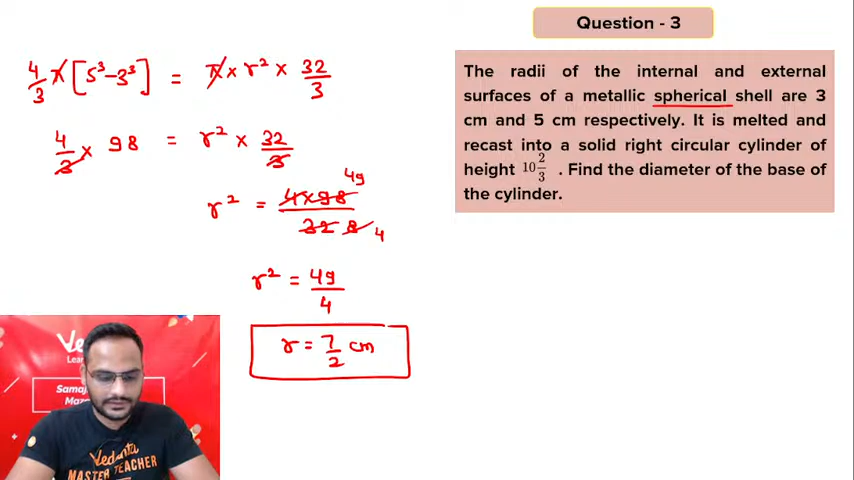 Question - 3
The radii of the internal and external
surfaces of a metallic spherical shell are 3
cm and 5 cm respectively. It is melted and
recast into a solid right circular cylinder of
height 10 2/3 . Find the diameter of the base of
the cylinder.
4/3 π [5³-3³] = π × r² × 32/3
4/3 × 98 = r² × 32/3
r² = 4×98 49 / 32 8 4
r² = 49/4
r = 7/2 cm
Vedantu
MASTER TEACHER